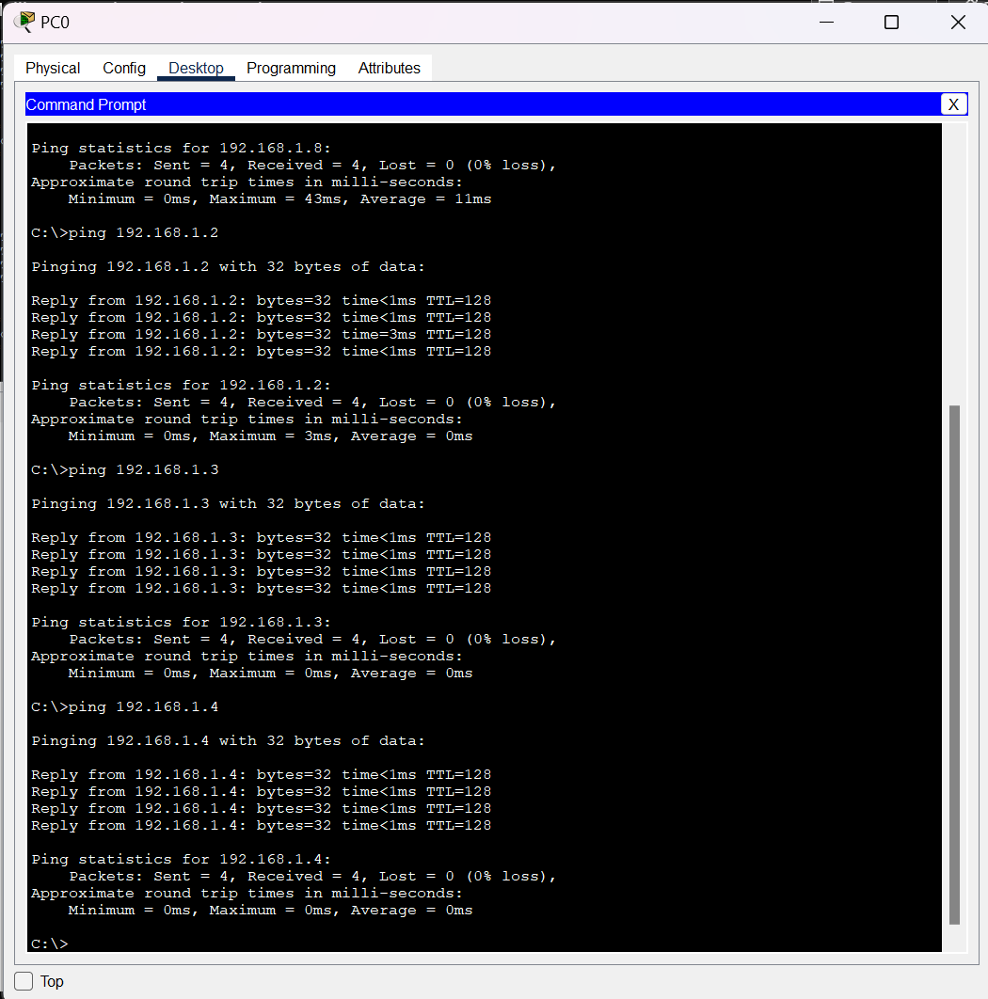 PC0
Physical Config Desktop Programming Attributes
Command Prompt X
Ping statistics for 192.168.1.8:
    Packets: Sent = 4, Received = 4, Lost = 0 (0% loss),
Approximate round trip times in milli-seconds:
    Minimum = 0ms, Maximum = 43ms, Average = 11ms
C:\>ping 192.168.1.2
Pinging 192.168.1.2 with 32 bytes of data:
Reply from 192.168.1.2: bytes=32 time<1ms TTL=128
Reply from 192.168.1.2: bytes=32 time<1ms TTL=128
Reply from 192.168.1.2: bytes=32 time=3ms TTL=128
Reply from 192.168.1.2: bytes=32 time<1ms TTL=128
Ping statistics for 192.168.1.2:
    Packets: Sent = 4, Received = 4, Lost = 0 (0% loss),
Approximate round trip times in milli-seconds:
    Minimum = 0ms, Maximum = 3ms, Average = 0ms
C:\>ping 192.168.1.3
Pinging 192.168.1.3 with 32 bytes of data:
Reply from 192.168.1.3: bytes=32 time<1ms TTL=128
Reply from 192.168.1.3: bytes=32 time<1ms TTL=128
Reply from 192.168.1.3: bytes=32 time<1ms TTL=128
Reply from 192.168.1.3: bytes=32 time<1ms TTL=128
Ping statistics for 192.168.1.3:
    Packets: Sent = 4, Received = 4, Lost = 0 (0% loss),
Approximate round trip times in milli-seconds:
    Minimum = 0ms, Maximum = 0ms, Average = 0ms
C:\>ping 192.168.1.4
Pinging 192.168.1.4 with 32 bytes of data:
Reply from 192.168.1.4: bytes=32 time<1ms TTL=128
Reply from 192.168.1.4: bytes=32 time<1ms TTL=128
Reply from 192.168.1.4: bytes=32 time<1ms TTL=128
Reply from 192.168.1.4: bytes=32 time<1ms TTL=128
Ping statistics for 192.168.1.4:
    Packets: Sent = 4, Received = 4, Lost = 0 (0% loss),
Approximate round trip times in milli-seconds:
    Minimum = 0ms, Maximum = 0ms, Average = 0ms
C:\>
Top